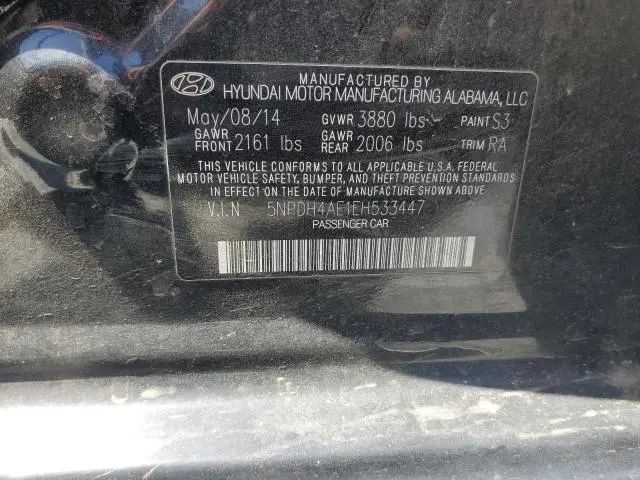 MANUFACTURED BY
HYUNDAI MOTOR MANUFACTURING ALABAMA, LLC
May/08/14 GVWR 3880 lbs PAINT S3
GAWR FRONT 2161 lbs GAWR REAR 2006 lbs TRIM RA
THIS VEHICLE CONFORMS TO ALL APPLICABLE U.S.A. FEDERAL
MOTOR VEHICLE SAFETY, BUMPER, AND THEFT PREVENTION STANDARDS
IN EFFECT ON THE DATE OF MANUFACTURE SHOWN ABOVE.
V.I.N 5NPDH4AE1EH533447
PASSENGER CAR